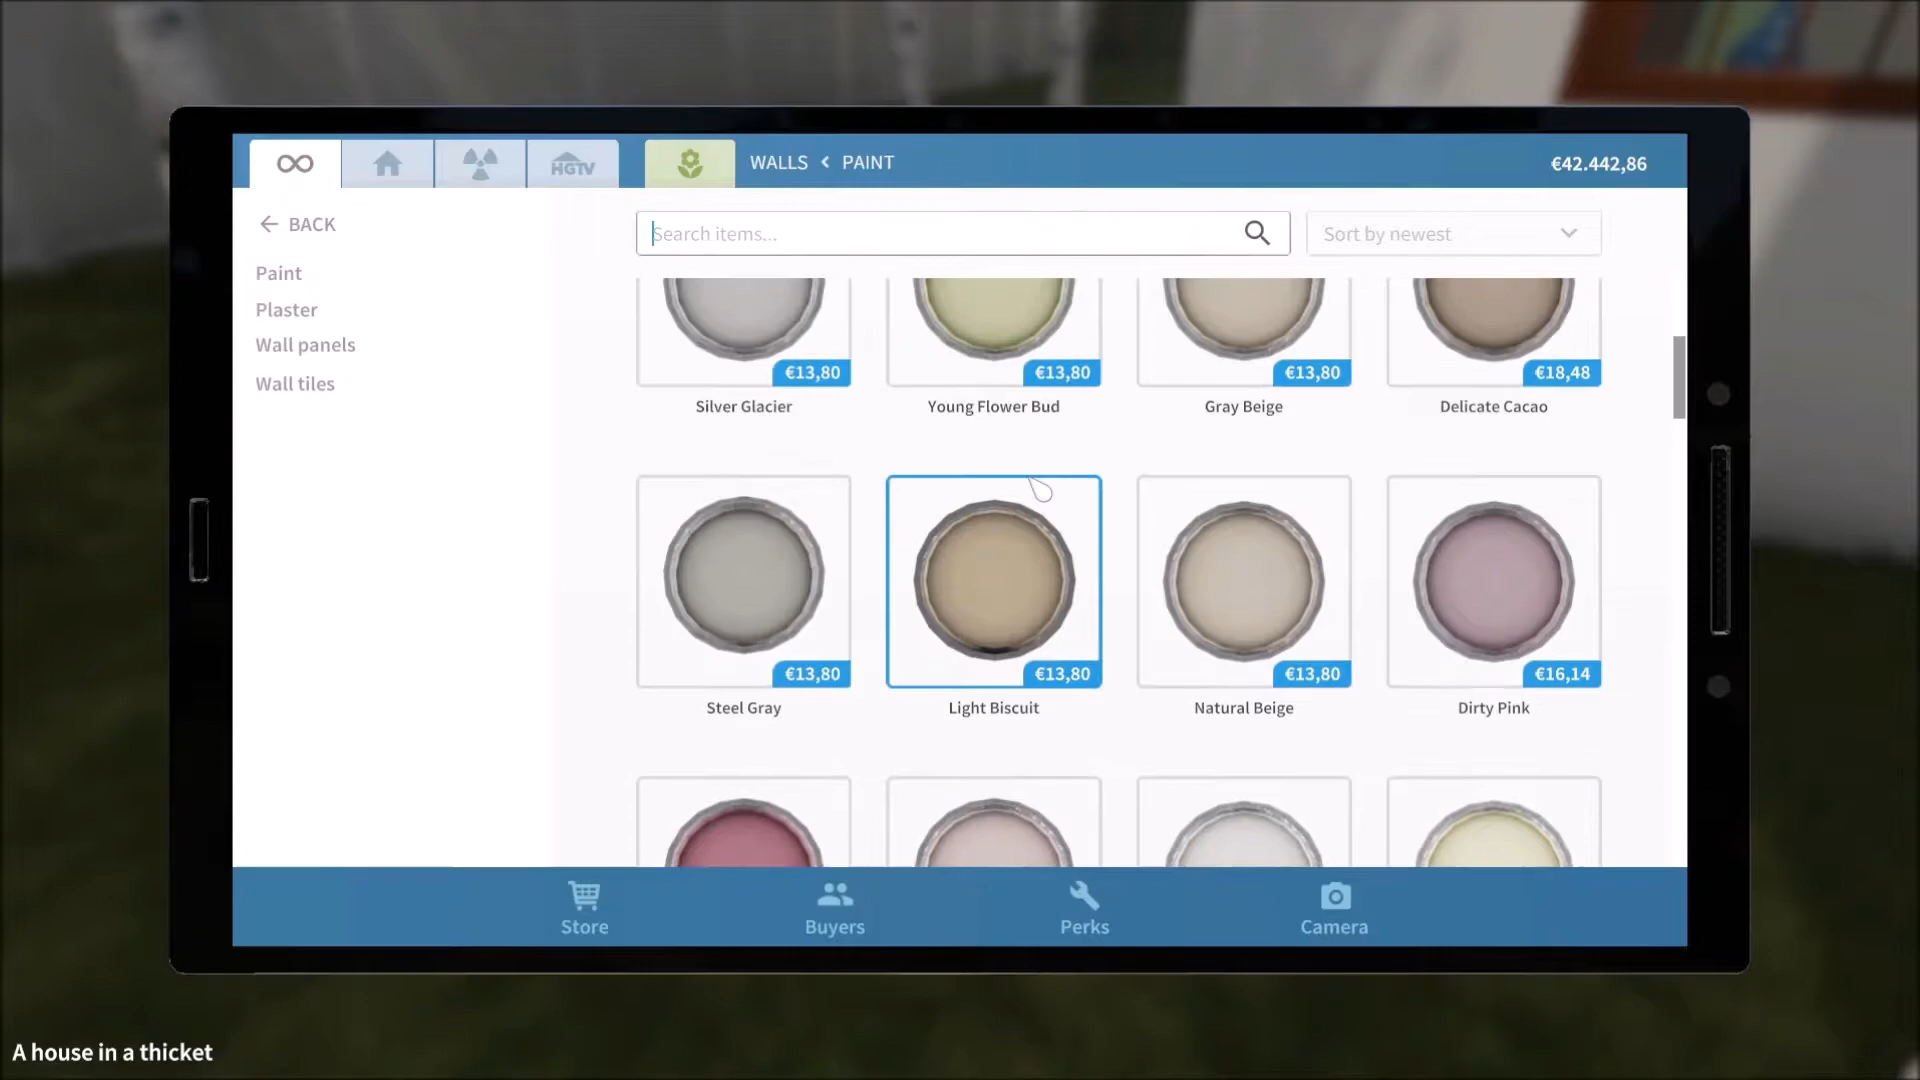 HGTV
WALLS < PAINT
€42.442,86
BACK
Search items...
Sort by newest
Paint
Plaster
Wall panels
Wall tiles
€13,80
€13,80
€13,80
€18,48
Silver Glacier
Young Flower Bud
Gray Beige
Delicate Cacao
€13,80
€13,80
€13,80
€16,14
Steel Gray
Light Biscuit
Natural Beige
Dirty Pink
Store
Buyers
Perks
Camera
A house in a thicket